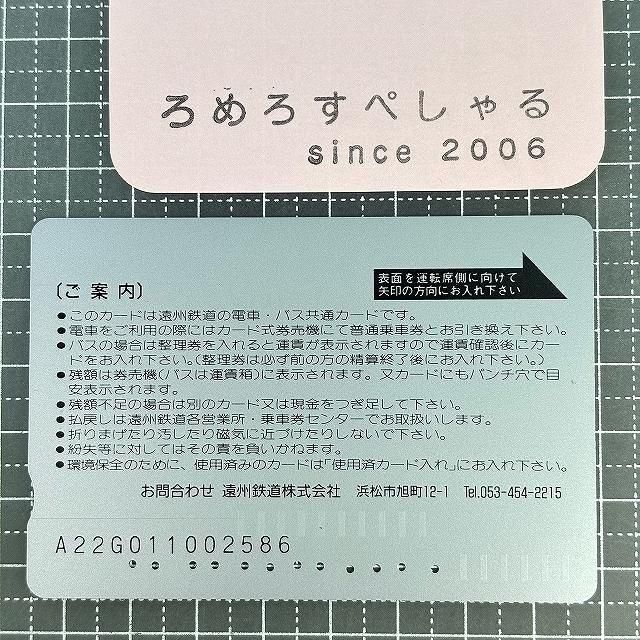 ろめろすぺしゃる
since 2006
表面を運転席側に向けて
矢印の方向にお入れ下さい
〔ご案内〕
●このカードは遠州鉄道の電車・バス共通カードです。
●電車をご利用の際にはカード式券売機にて普通乗車券とお引き換え下さい。
●バスの場合は整理券を入れると運賃が表示されますので運賃確認後にカー
ドをお入れ下さい。(整理券は必ず前の方の精算終了後にお入れ下さい。)
●残額は券売機(バスは運賃箱)に表示されます。又カードにもパンチ穴で目
安表示されます。
●残額不足の場合は別のカード又は現金をつぎ足して下さい。
●払戻しは遠州鉄道各営業所・乗車券センターでお取扱いします。
●折りまげたり汚したり磁気に近づけたりしないで下さい。
●紛失等に対してはその責を負いかねます。
●環境保全のために、使用済みのカードは「使用済カード入れ」にお入れ下さい。
お問合わせ 遠州鉄道株式会社 浜松市旭町12-1 Tel.053-454-2215
A22G011002586